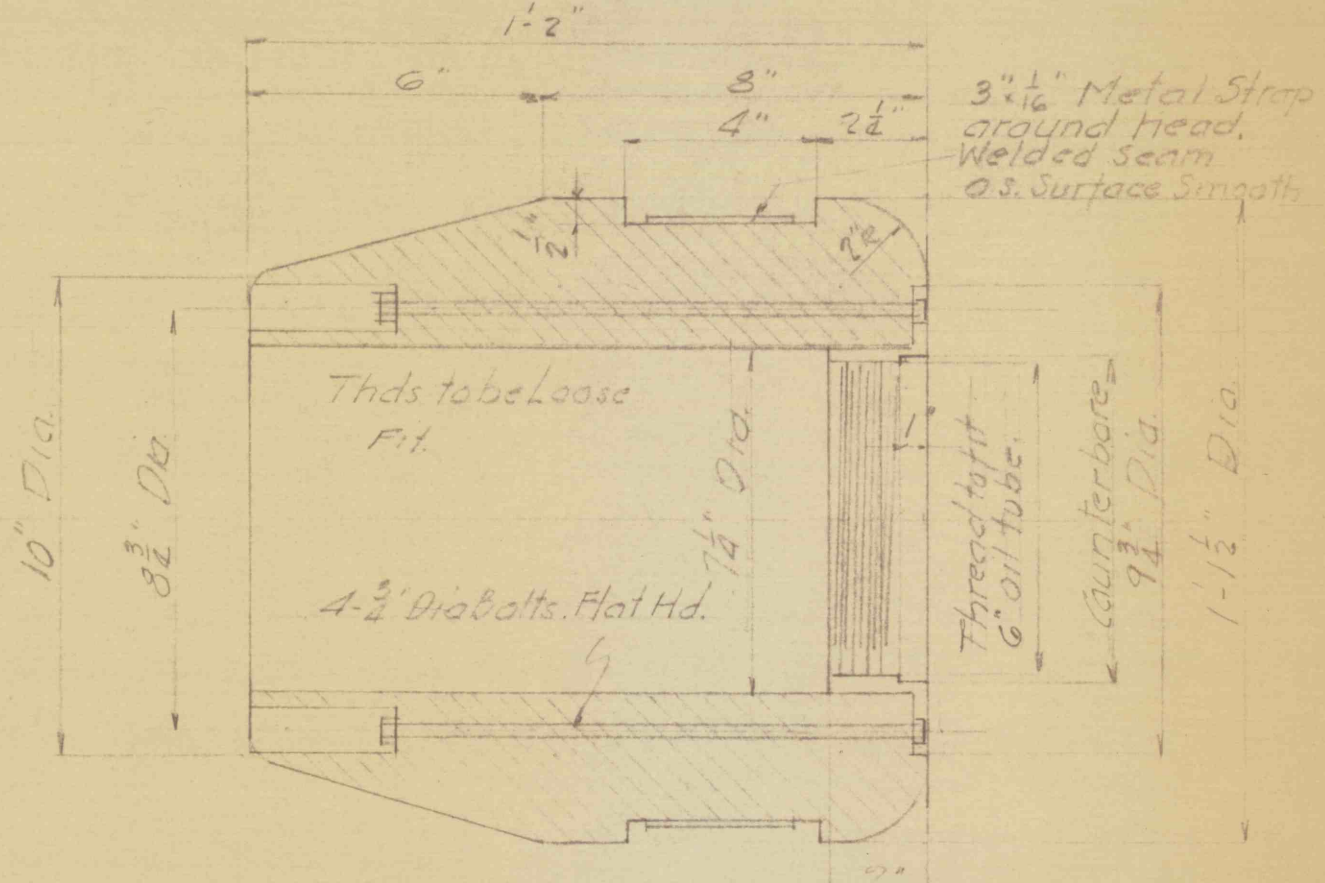 1'-2"
6"
8"
4"
2 1/4"
3" x 1/16" Metal Strap
around head.
Welded seam
o.s. Surface Smooth
1/2"
2" R
Thds to be Loose
Fit.
10" Dia.
8 3/4" Dia
7 1/4" Dia.
1"
Thread to fit
6" oil tube.
Counterbore
9 3/4" Dia.
1'-1 1/2" Dia.
4 - 3/4" Dia Bolts. Flat Hd.